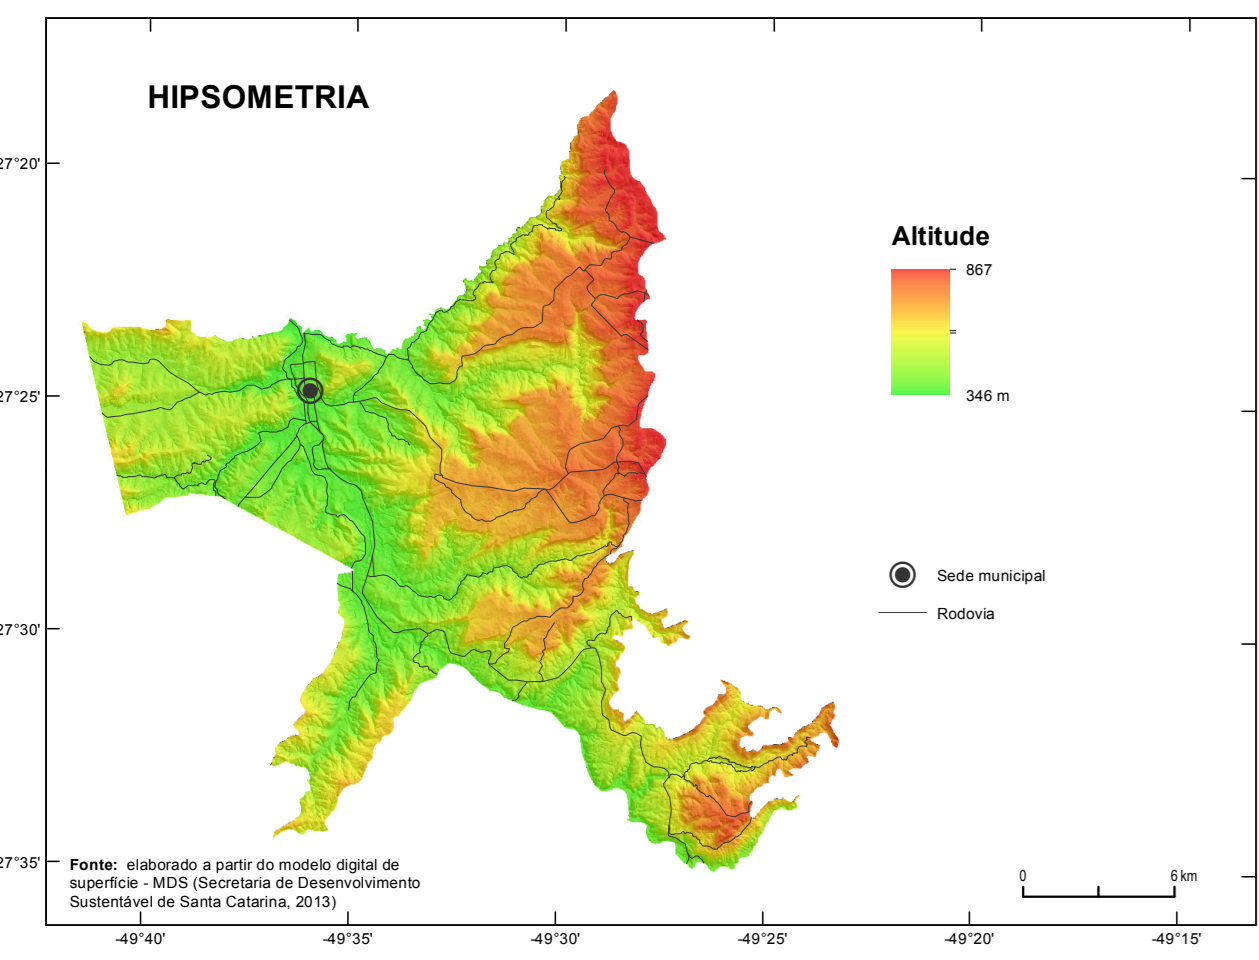 HIPSOMETRIA
27°20'
27°25'
27°30'
27°35'
Altitude
867
346 m
Sede municipal
Rodovia
Fonte: elaborado a partir do modelo digital de
superfície - MDS (Secretaria de Desenvolvimento
Sustentável de Santa Catarina, 2013)
0 6 km
-49°40' -49°35' -49°30' -49°25' -49°20' -49°15'